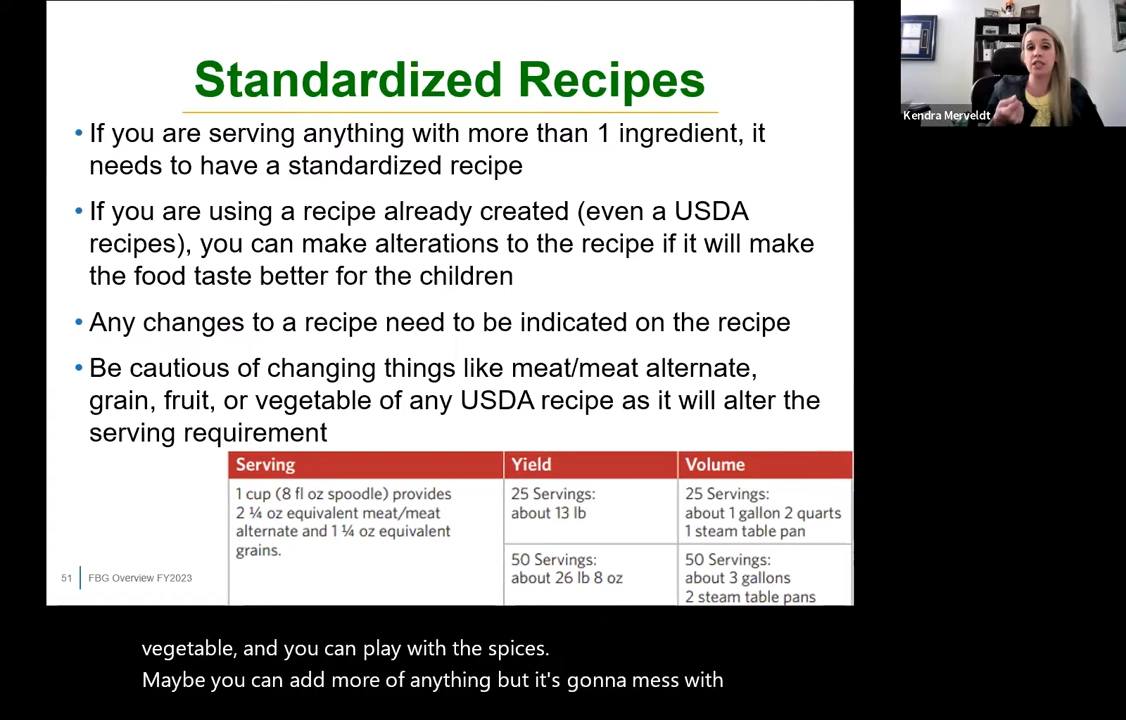 Standardized Recipes
• If you are serving anything with more than 1 ingredient, it
needs to have a standardized recipe
• If you are using a recipe already created (even a USDA
recipes), you can make alterations to the recipe if it will make
the food taste better for the children
• Any changes to a recipe need to be indicated on the recipe
• Be cautious of changing things like meat/meat alternate,
grain, fruit, or vegetable of any USDA recipe as it will alter the
serving requirement
Serving
Yield
Volume
1 cup (8 fl oz spoodle) provides
2 ¼ oz equivalent meat/meat
alternate and 1 ¼ oz equivalent
grains.
25 Servings:
about 13 lb
25 Servings:
about 1 gallon 2 quarts
1 steam table pan
50 Servings:
about 26 lb 8 oz
50 Servings:
about 3 gallons
2 steam table pans
51
FBG Overview FY2023
Kendra Merveldt
vegetable, and you can play with the spices.
Maybe you can add more of anything but it's gonna mess with